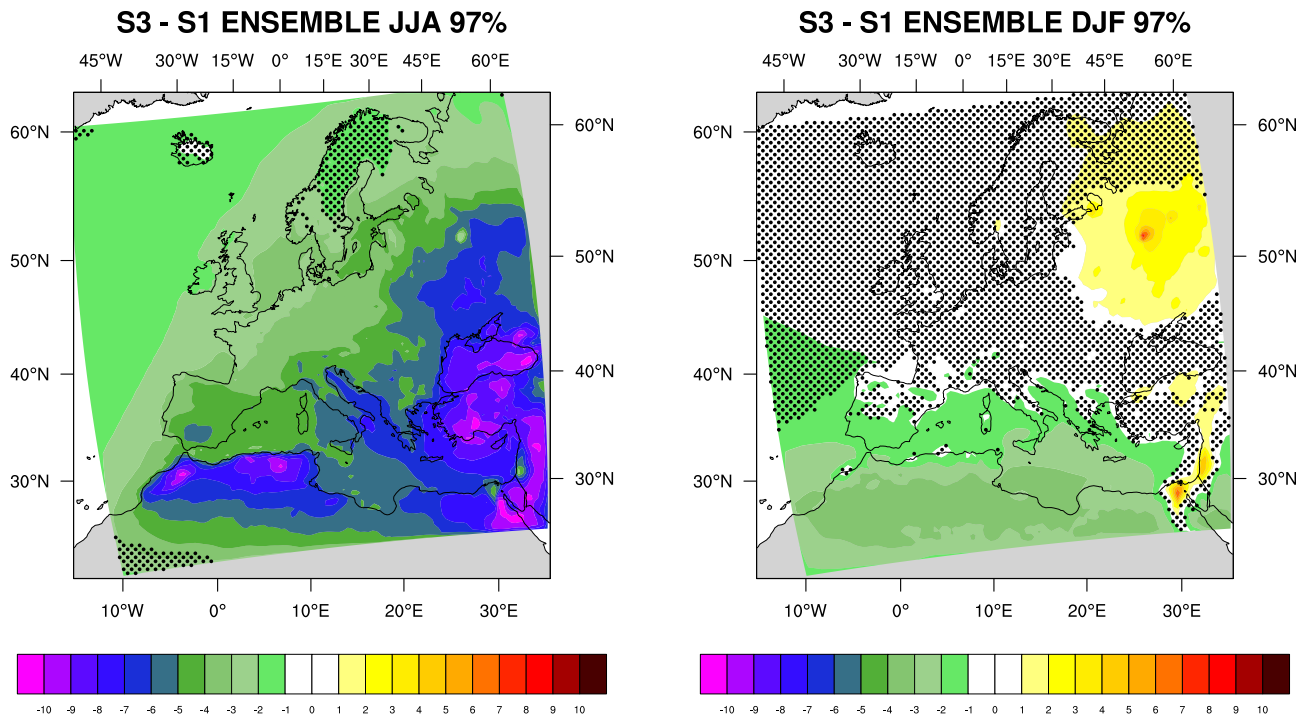 S3 - S1 ENSEMBLE JJA 97%
45°W 30°W 15°W 0° 15°E 30°E 45°E 60°E
60°N 60°N
50°N 50°N
40°N 40°N
30°N 30°N
10°W 0° 10°E 20°E 30°E
-10 -9 -8 -7 -6 -5 -4 -3 -2 -1 0 1 2 3 4 5 6 7 8 9 10
S3 - S1 ENSEMBLE DJF 97%
45°W 30°W 15°W 0° 15°E 30°E 45°E 60°E
60°N 60°N
50°N 50°N
40°N 40°N
30°N 30°N
10°W 0° 10°E 20°E 30°E
-10 -9 -8 -7 -6 -5 -4 -3 -2 -1 0 1 2 3 4 5 6 7 8 9 10